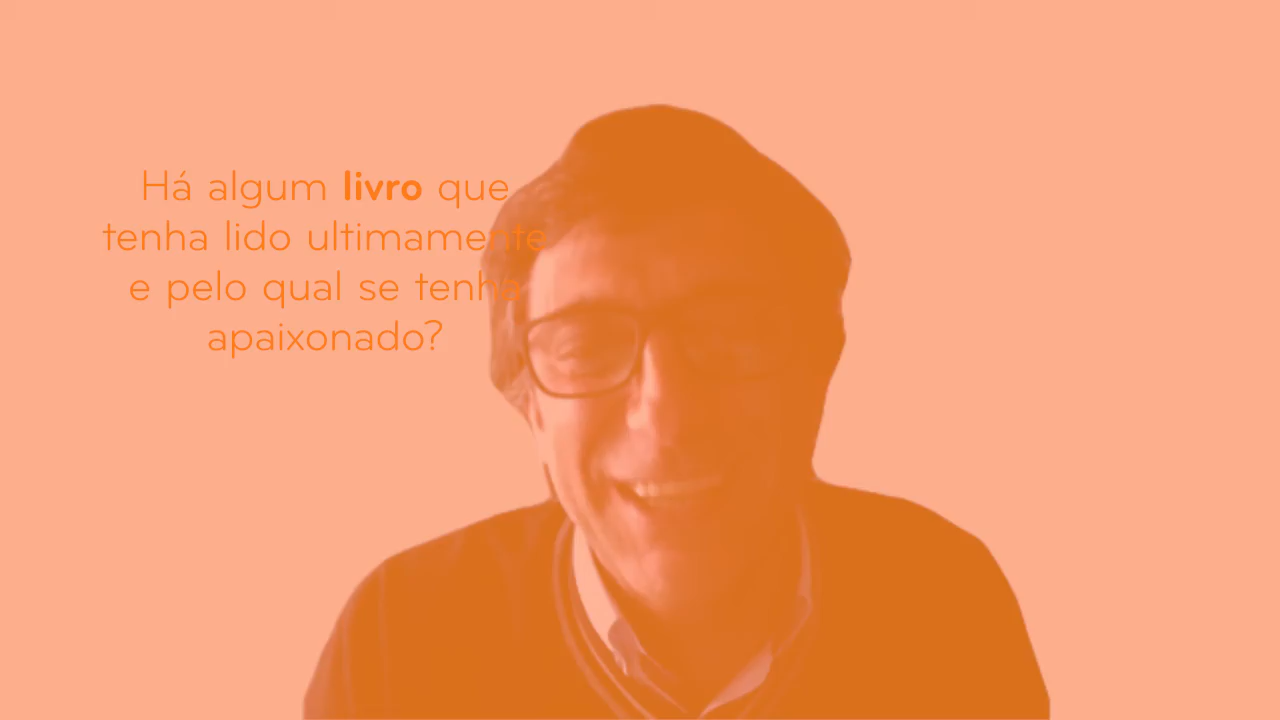 Há algum livro que
tenha lido ultimamente
e pelo qual se tenha
apaixonado?